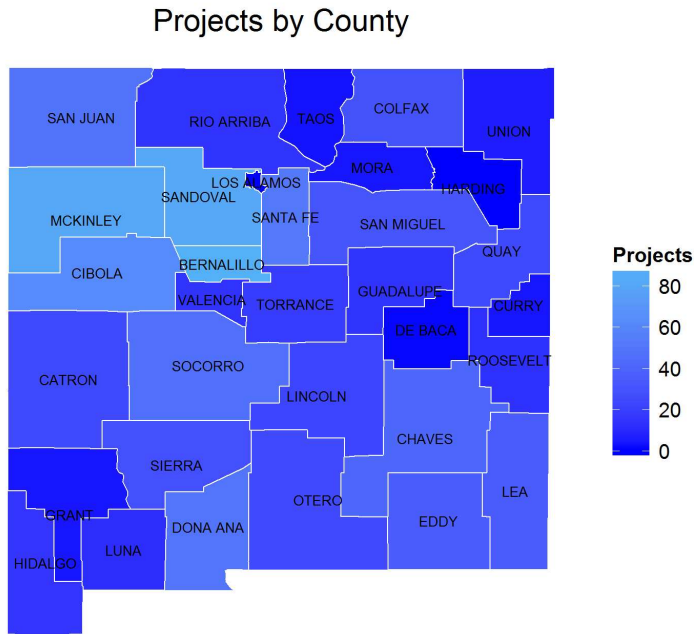 Projects by County
SAN JUAN
RIO ARRIBA
TAOS
COLFAX
UNION
MORA
LOS ALAMOS
HARDING
SANDOVAL
SANTA FE
MCKINLEY
SAN MIGUEL
QUAY
CIBOLA
BERNALILLO
VALENCIA
TORRANCE
GUADALUPE
CURRY
DE BACA
SOCORRO
ROOSEVELT
CATRON
LINCOLN
CHAVES
SIERRA
OTERO
LEA
GRANT
DONA ANA
EDDY
LUNA
HIDALGO
Projects
80
60
40
20
0